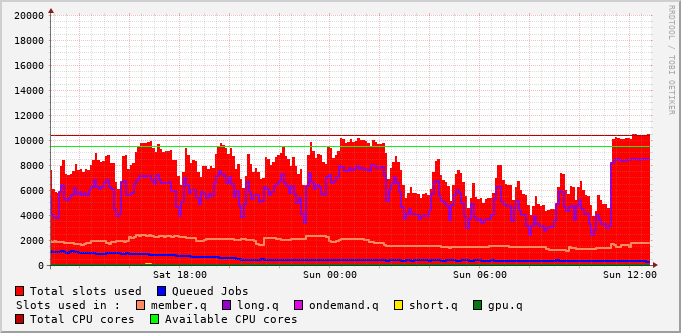 20000
18000
16000
14000
12000
10000
8000
6000
4000
2000
0
Sat 18:00 Sun 00:00 Sun 06:00 Sun 12:00
Total slots used Queued Jobs
Slots used in : member.q long.q ondemand.q short.q gpu.q
Total CPU cores Available CPU cores
RRDTOOL / TOBI OETIKER